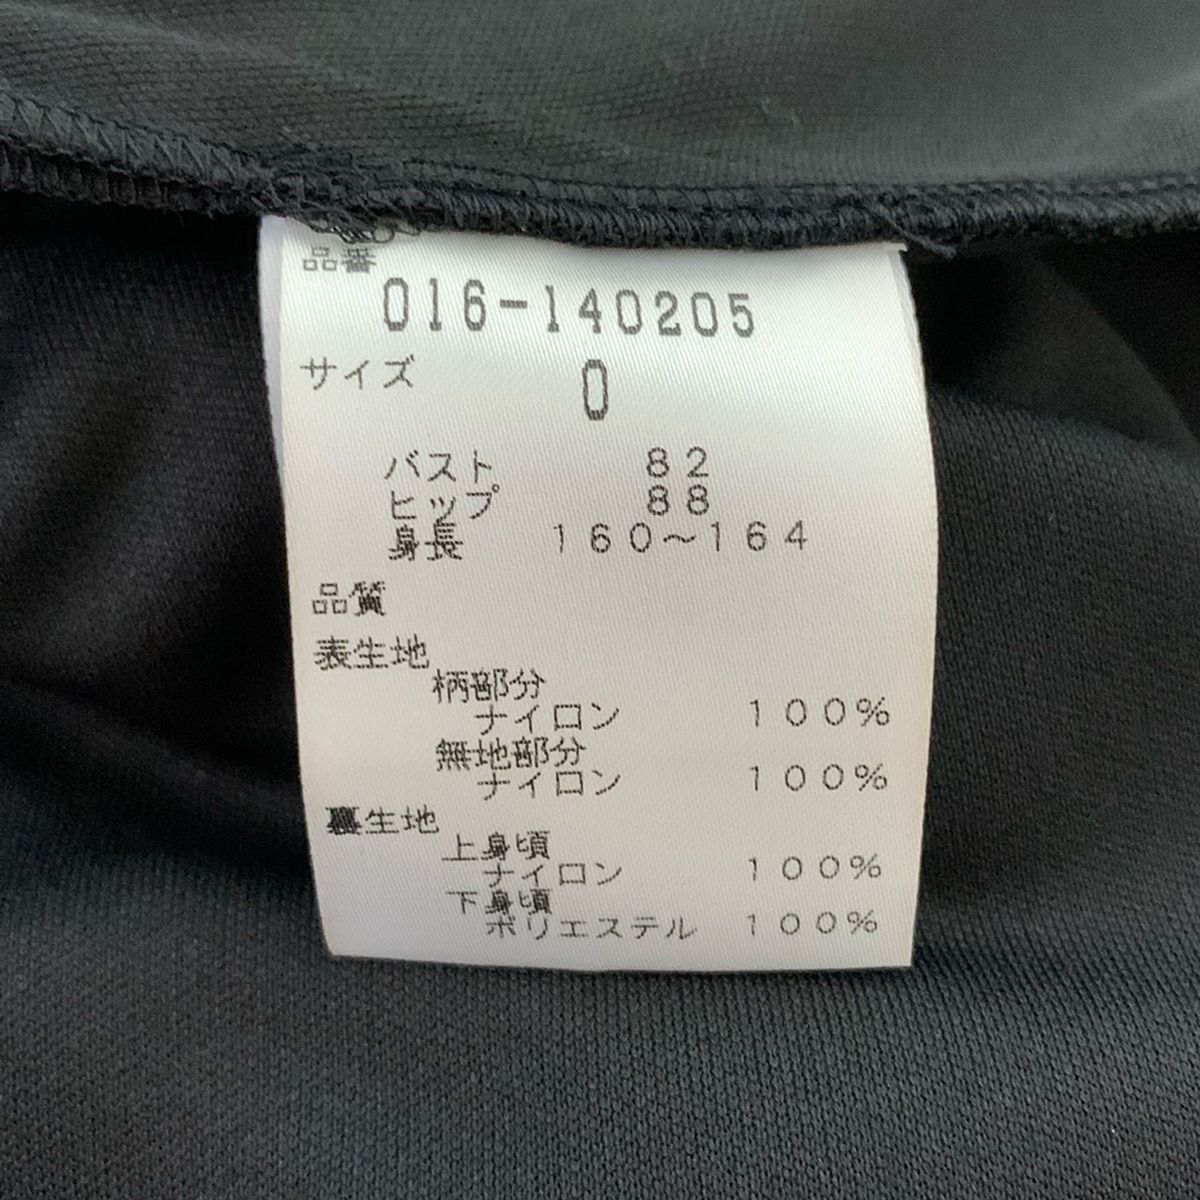 品番
016-140205
サイズ 0
バスト 82
ヒップ 88
身長 160～164
品質
表生地
柄部分
ナイロン 100%
無地部分
ナイロン 100%
裏生地
上身頃
ナイロン 100%
下身頃
ポリエステル 100%